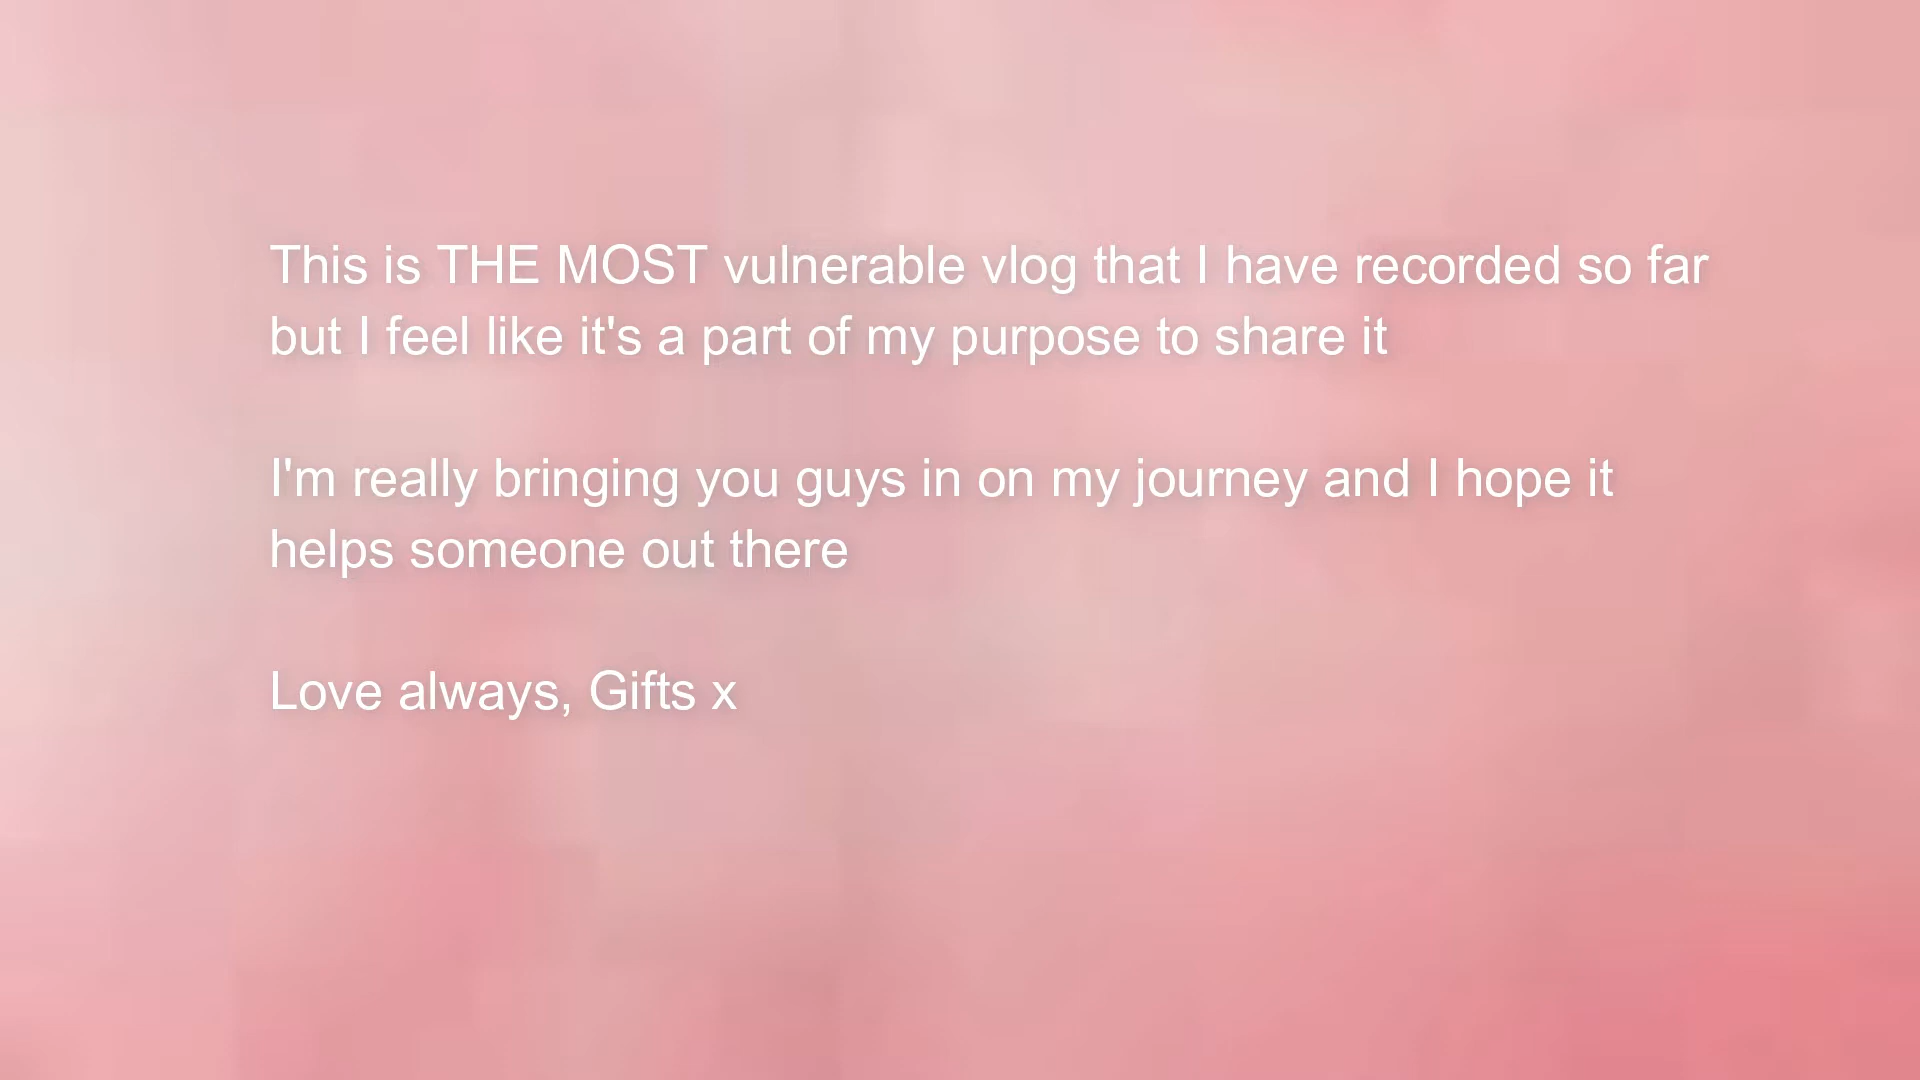 This is THE MOST vulnerable vlog that I have recorded so far
but I feel like it's a part of my purpose to share it
I'm really bringing you guys in on my journey and I hope it
helps someone out there
Love always, Gifts x